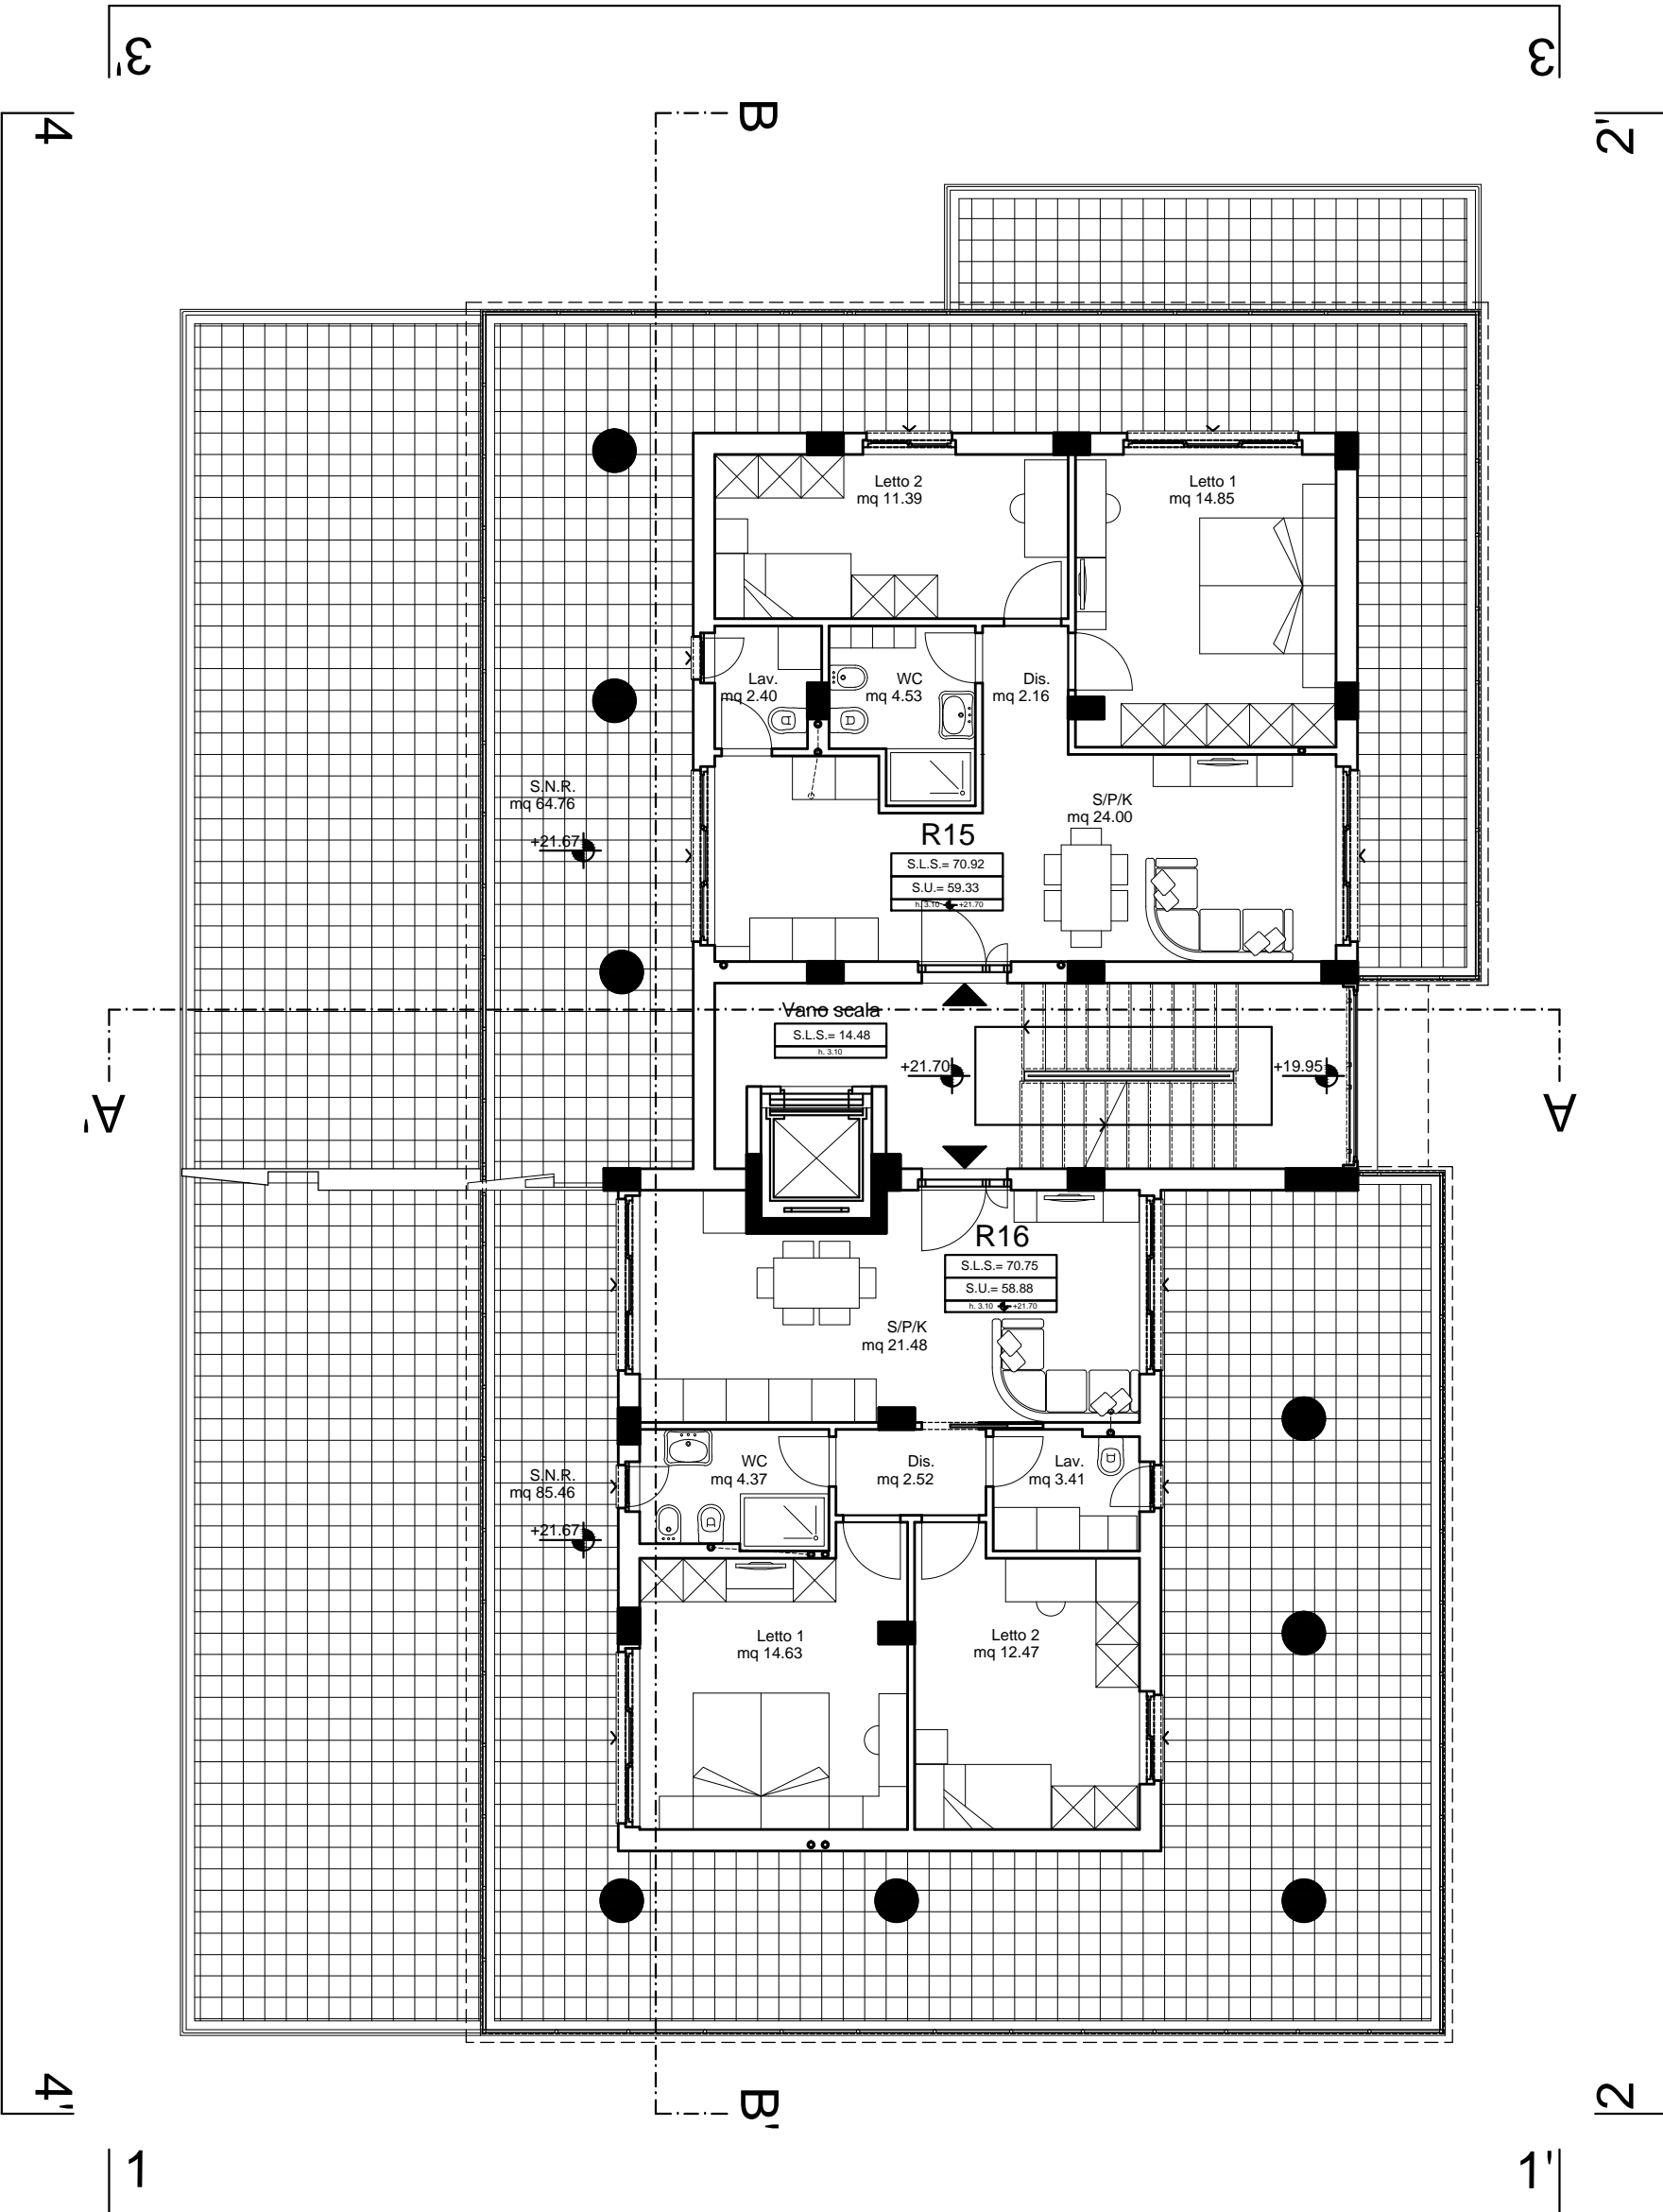 3'
3
4
B
2'
Letto 2
mq 11.39
Letto 1
mq 14.85
Lav.
mq 2.40
WC
mq 4.53
Dis.
mq 2.16
S.N.R.
mq 64.76
+21.67
S/P/K
mq 24.00
R15
S.L.S.= 70.92
S.U.= 59.33
h. 3.10 +21.70
Vano scala
S.L.S.= 14.48
h. 3.10
+21.70
+19.95
A'
A
R16
S.L.S.= 70.75
S.U.= 58.88
h. 3.10 +21.70
S/P/K
mq 21.48
WC
mq 4.37
Dis.
mq 2.52
Lav.
mq 3.41
S.N.R.
mq 85.46
+21.67
Letto 1
mq 14.63
Letto 2
mq 12.47
4'
B'
2
1
1'